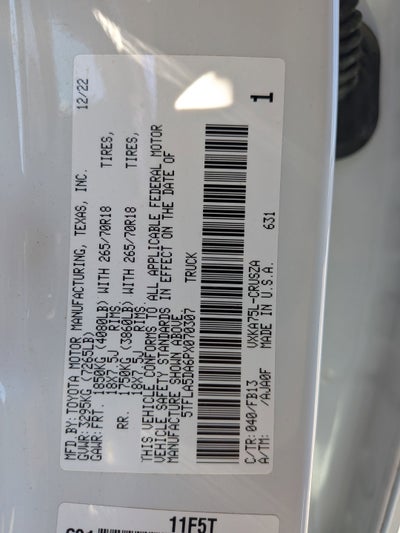 MFD.BY:TOYOTA MOTOR MANUFACTURING, TEXAS, INC. 12/22
GVWR:3295KG (7265LB)
GAWR:FRT. 1850KG (4080LB) WITH 265/70R18 TIRES,
18X7.5J RIMS,
RR. 1750KG (3860LB) WITH 265/70R18 TIRES,
18X7.5J RIMS.
THIS VEHICLE CONFORMS TO ALL APPLICABLE FEDERAL MOTOR
VEHICLE SAFETY STANDARDS IN EFFECT ON THE DATE OF
MANUFACTURE SHOWN ABOVE.
5TFLA5DA6PX070307 TRUCK
1
C/TR:040/FB13 VXKA75L-CRUSZA
A/TM: /AJA0F MADE IN U.S.A. 631
11F5T